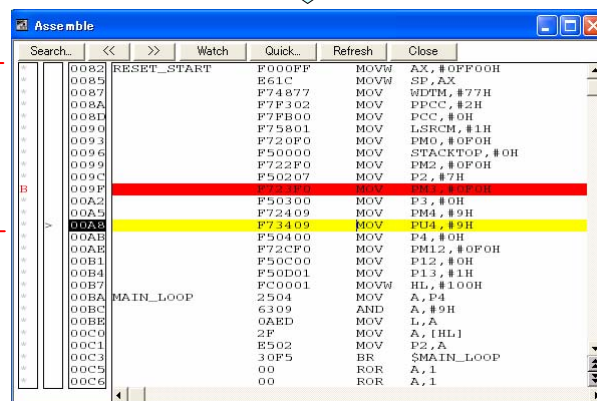 Assemble
Search... << >> Watch Quick... Refresh Close
* 0082 RESET_START F000FF MOVW AX,#0FF00H
* 0085 E61C MOVW SP,AX
* 0087 F74877 MOV WDTM,#77H
* 008A F7F302 MOV PPCC,#2H
* 008D F7FB00 MOV PCC,#0H
* 0090 F75801 MOV LSRCM,#1H
* 0093 F720F0 MOV PM0,#0F0H
* 0096 F50000 MOV STACKTOP,#0H
* 0099 F722F0 MOV PM2,#0F0H
* 009C F50207 MOV P2,#7H
B 009F F723F0 MOV PM3,#0F0H
* 00A2 F50300 MOV P3,#0H
* 00A5 F72409 MOV PM4,#9H
* > 00A8 F73409 MOV PU4,#9H
* 00AB F50400 MOV P4,#0H
* 00AE F72CF0 MOV PM12,#0F0H
* 00B1 F50C00 MOV P12,#0H
* 00B4 F50D01 MOV P13,#1H
* 00B7 FC0001 MOVW HL,#100H
* 00BA MAIN_LOOP 2504 MOV A,P4
* 00BC 6309 AND A,#9H
* 00BE 0AED MOV L,A
* 00C0 2F MOV A,[HL]
* 00C1 E502 MOV P2,A
* 00C3 30F5 BR $MAIN_LOOP
* 00C5 00 ROR A,1
* 00C6 00 ROR A,1